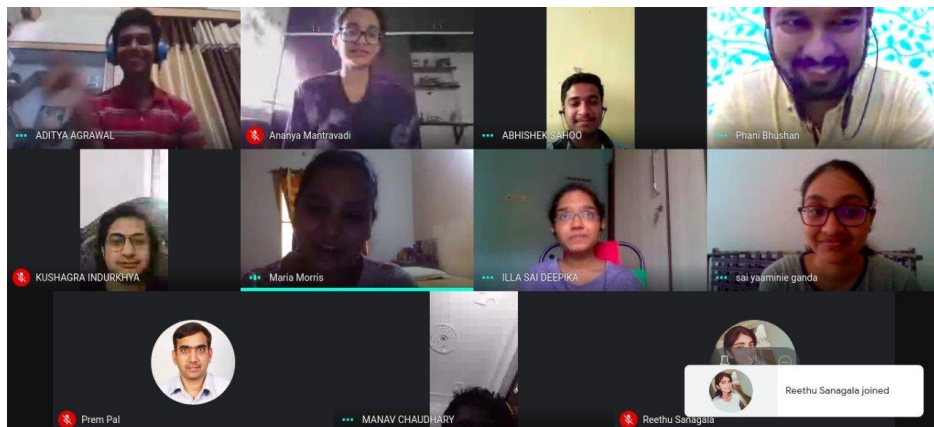 ADITYA AGRAWAL
Ananya Mantravadi
ABHISHEK SAHOO
Phani Bhushan
KUSHAGRA INDURKHYA
Maria Morris
ILLA SAI DEEPIKA
sai yaaminie ganda
Prem Pal
MANAV CHAUDHARY
Reethu Sanagala
Reethu Sanagala joined